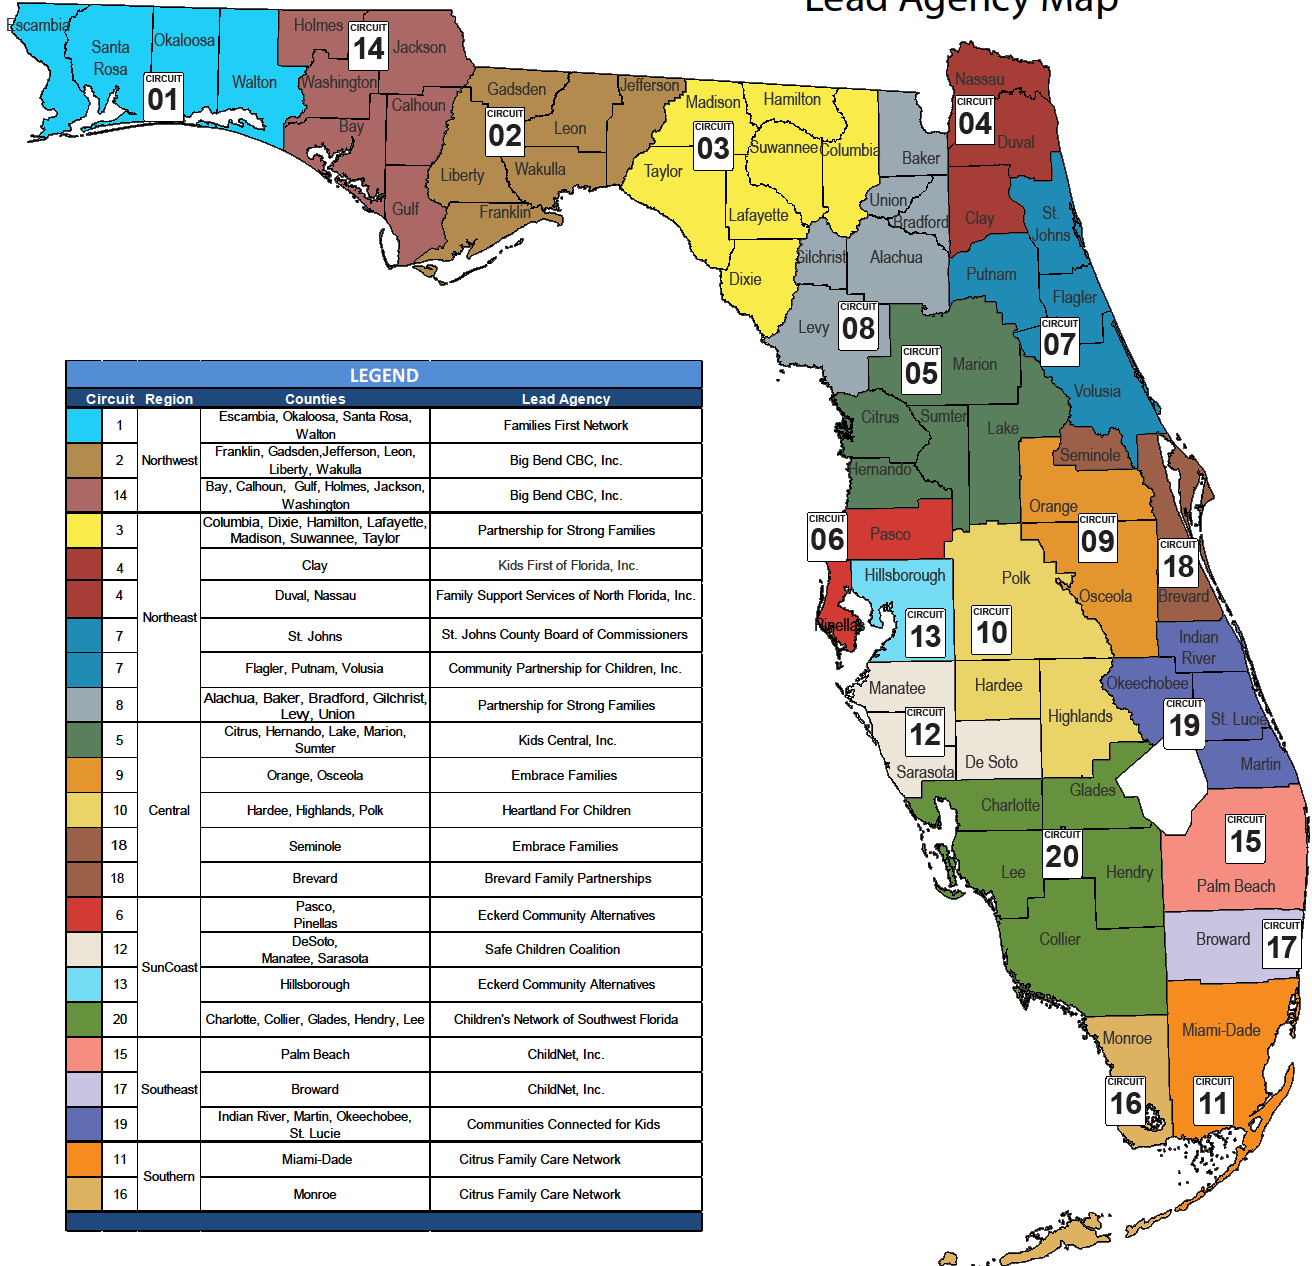 Lead Agency Map
Escambia
Santa
Rosa
Okaloosa
Walton
CIRCUIT
01
Holmes
CIRCUIT
14
Jackson
Washington
Calhoun
Bay
Gulf
Gadsden
CIRCUIT
02
Jefferson
Leon
Liberty
Wakulla
Franklin
Madison
Hamilton
CIRCUIT
03
Suwannee
Columbia
Taylor
Lafayette
Dixie
Nassau
CIRCUIT
04
Duval
Baker
Union
Bradford
Clay
St.
Johns
Gilchrist
Alachua
Putnam
Flagler
Levy
CIRCUIT
08
CIRCUIT
07
CIRCUIT
05
Marion
Volusia
Citrus
Sumter
Lake
Hernando
Seminole
Orange
CIRCUIT
06
Pasco
CIRCUIT
09
CIRCUIT
18
Hillsborough
Polk
Osceola
Brevard
Pinellas
CIRCUIT
13
CIRCUIT
10
Indian
River
Manatee
Hardee
Okeechobee
Highlands
CIRCUIT
19
St. Lucie
CIRCUIT
12
Sarasota
De Soto
Martin
Charlotte
Glades
CIRCUIT
20
CIRCUIT
15
Lee
Hendry
Palm Beach
Collier
Broward
CIRCUIT
17
Monroe
Miami-Dade
CIRCUIT
16
CIRCUIT
11
LEGEND
Circuit Region Counties Lead Agency
1 Escambia, Okaloosa, Santa Rosa,
Walton Families First Network
Northwest
2 Franklin, Gadsden,Jefferson, Leon,
Liberty, Wakulla Big Bend CBC, Inc.
14 Bay, Calhoun, Gulf, Holmes, Jackson,
Washington Big Bend CBC, Inc.
3 Columbia, Dixie, Hamilton, Lafayette,
Madison, Suwannee, Taylor Partnership for Strong Families
4 Clay Kids First of Florida, Inc.
4 Duval, Nassau Family Support Services of North Florida, Inc.
Northeast
7 St. Johns St. Johns County Board of Commissioners
7 Flagler, Putnam, Volusia Community Partnership for Children, Inc.
8 Alachua, Baker, Bradford, Gilchrist,
Levy, Union Partnership for Strong Families
5 Citrus, Hernando, Lake, Marion,
Sumter Kids Central, Inc.
9 Orange, Osceola Embrace Families
Central
10 Hardee, Highlands, Polk Heartland For Children
18 Seminole Embrace Families
18 Brevard Brevard Family Partnerships
6 Pasco,
Pinellas Eckerd Community Alternatives
12 DeSoto,
Manatee, Sarasota Safe Children Coalition
SunCoast
13 Hillsborough Eckerd Community Alternatives
20 Charlotte, Collier, Glades, Hendry, Lee Children's Network of Southwest Florida
15 Palm Beach ChildNet, Inc.
Southeast
17 Broward ChildNet, Inc.
19 Indian River, Martin, Okeechobee,
St. Lucie Communities Connected for Kids
11 Miami-Dade Citrus Family Care Network
Southern
16 Monroe Citrus Family Care Network